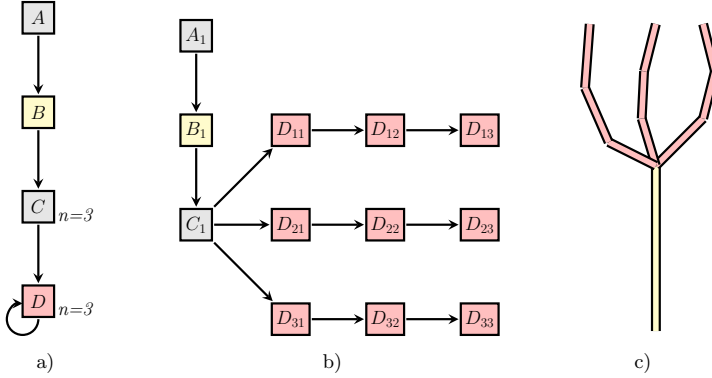 A
B
C
n=3
D
n=3
a)
A₁
B₁
D₁₁ D₁₂ D₁₃
C₁ D₂₁ D₂₂ D₂₃
D₃₁ D₃₂ D₃₃
b)
c)